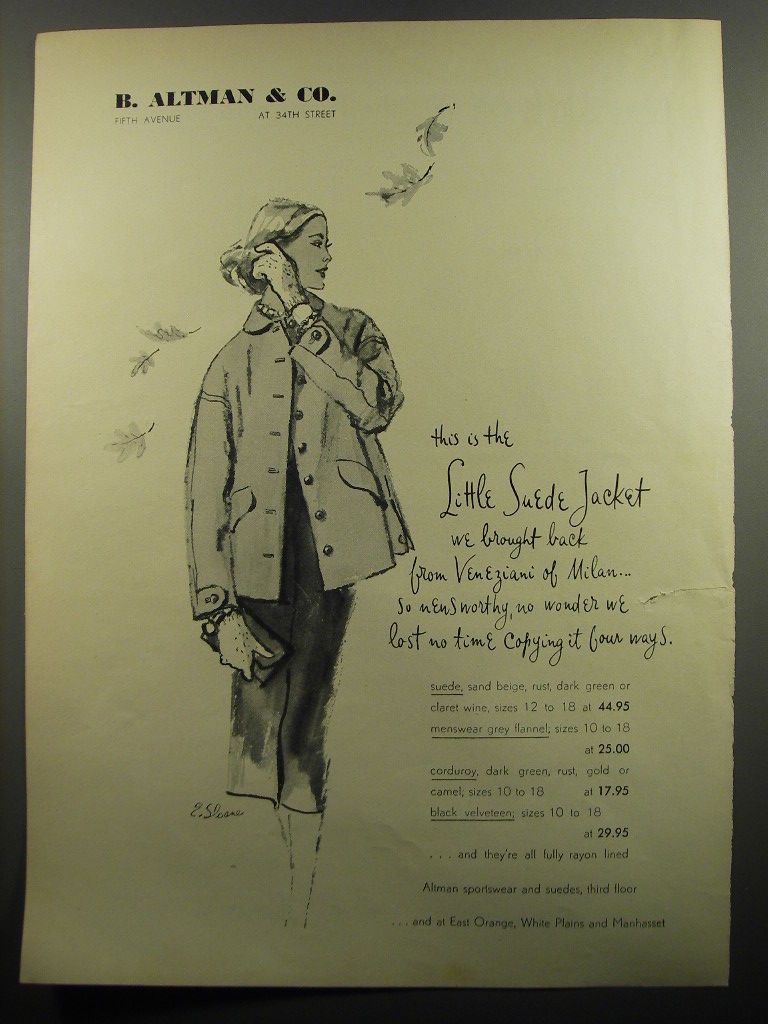 B. ALTMAN & CO.
FIFTH AVENUE AT 34TH STREET
this is the
Little Suede Jacket
we brought back
from Veneziani of Milan...
so newsworthy, no wonder we
lost no time copying it four ways.
suede, sand beige, rust, dark green or
claret wine, sizes 12 to 18 at 44.95
menswear grey flannel; sizes 10 to 18
at 25.00
corduroy, dark green, rust, gold or
camel; sizes 10 to 18 at 17.95
black velveteen; sizes 10 to 18
at 29.95
. . . and they're all fully rayon lined
Altman sportswear and suedes, third floor
. . . and at East Orange, White Plains and Manhasset
E. Sloane